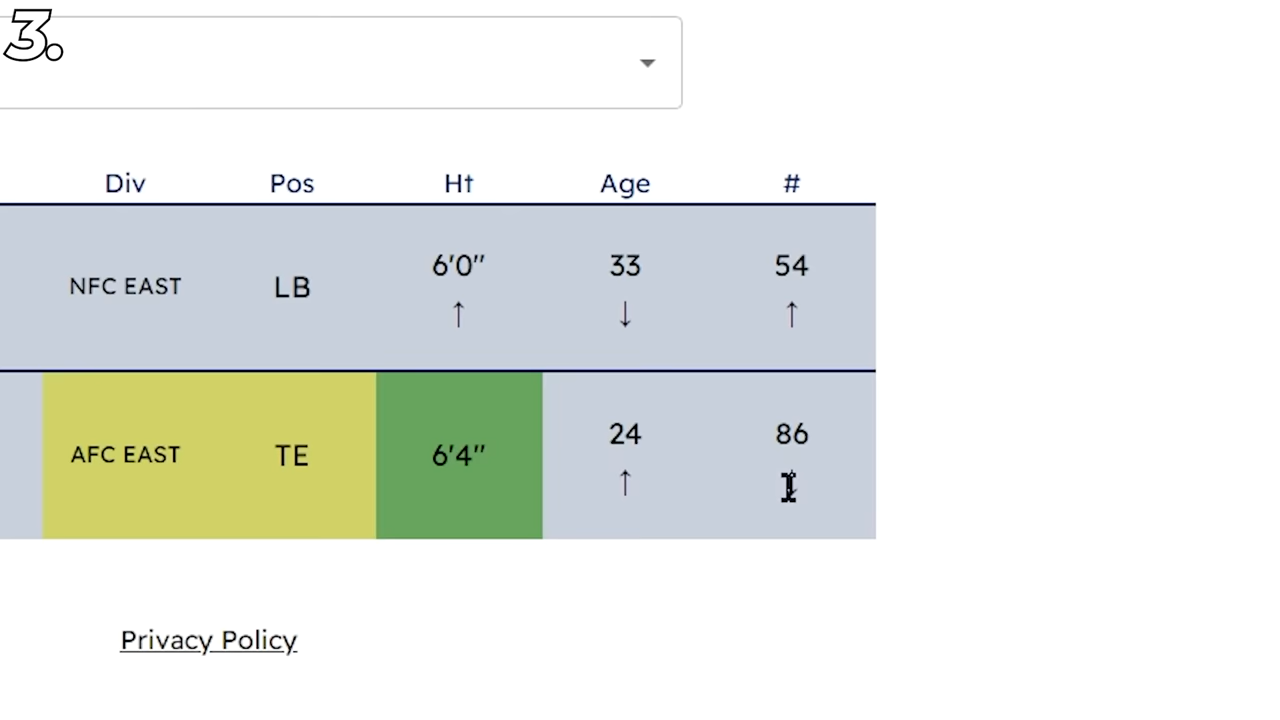 3.
Div Pos Ht Age #
NFC EAST LB 6'0" 33 54
↑ ↓ ↑
AFC EAST TE 6'4" 24 86
↑
Privacy Policy